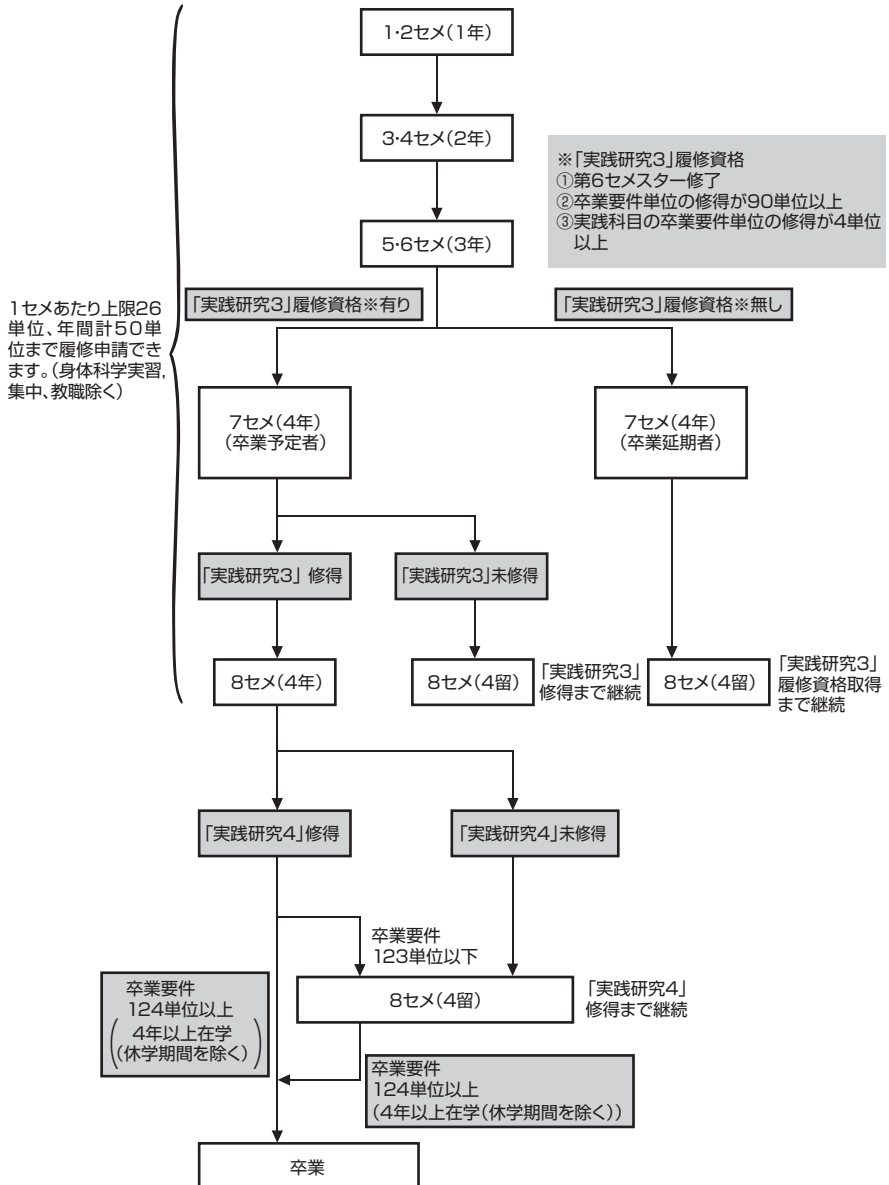 1・2セメ(1年)
3・4セメ(2年)
※「実践研究3」履修資格
①第6セメスター修了
②卒業要件単位の修得が90単位以上
③実践科目の卒業要件単位の修得が4単位
以上
5・6セメ(3年)
1セメあたり上限26
単位、年間計50単
位まで履修申請でき
ます。(身体科学実習,
集中、教職除く)
「実践研究3」履修資格※有り
「実践研究3」履修資格※無し
7セメ(4年)
(卒業予定者)
7セメ(4年)
(卒業延期者)
「実践研究3」 修得
「実践研究3」未修得
8セメ(4年)
8セメ(4留)
「実践研究3」
修得まで継続
8セメ(4留)
「実践研究3」
履修資格取得
まで継続
「実践研究4」修得
「実践研究4」未修得
卒業要件
123単位以下
8セメ(4留)
「実践研究4」
修得まで継続
卒業要件
124単位以上
(4年以上在学
(休学期間を除く))
卒業要件
124単位以上
(4年以上在学(休学期間を除く))
卒業